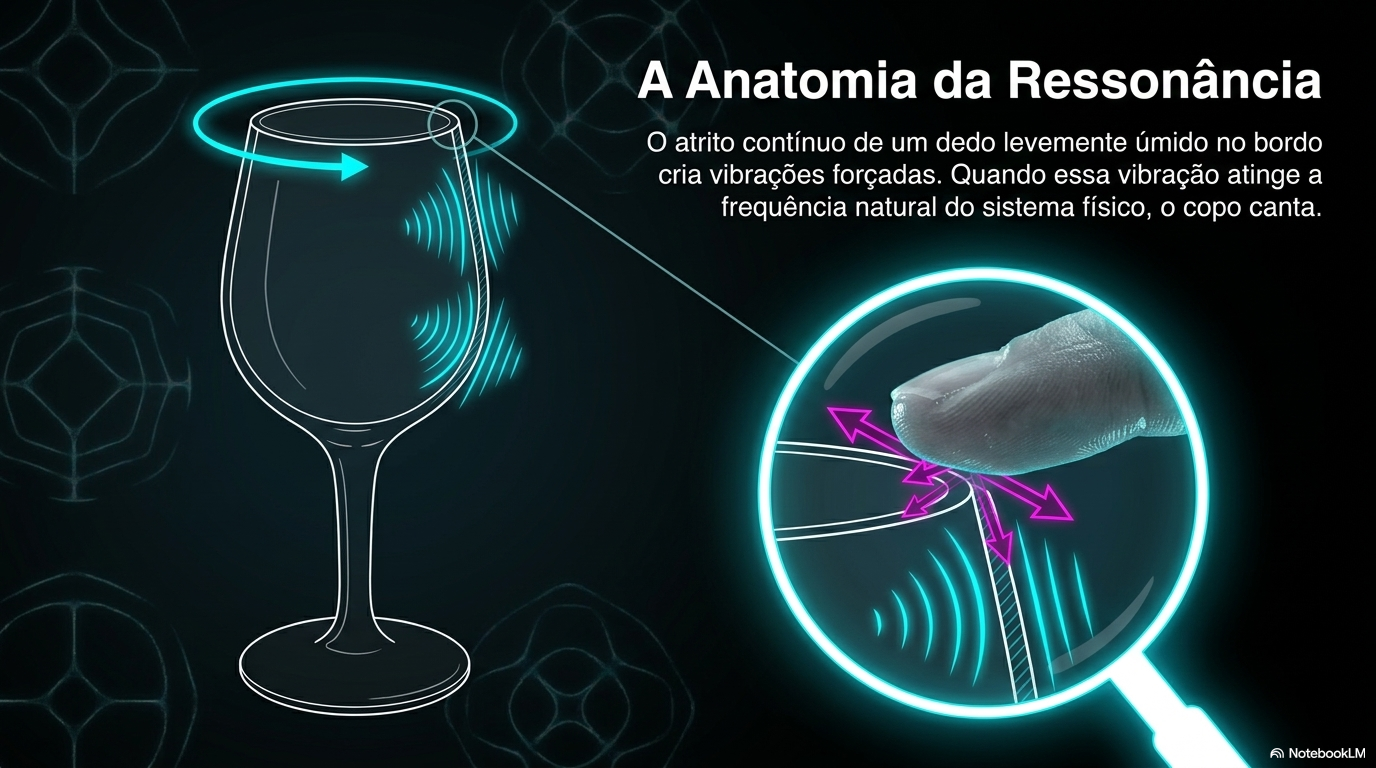 A Anatomia da Ressonância
O atrito contínuo de um dedo levemente úmido no bordo
cria vibrações forçadas. Quando essa vibração atinge a
frequência natural do sistema físico, o copo canta.
NotebookLM